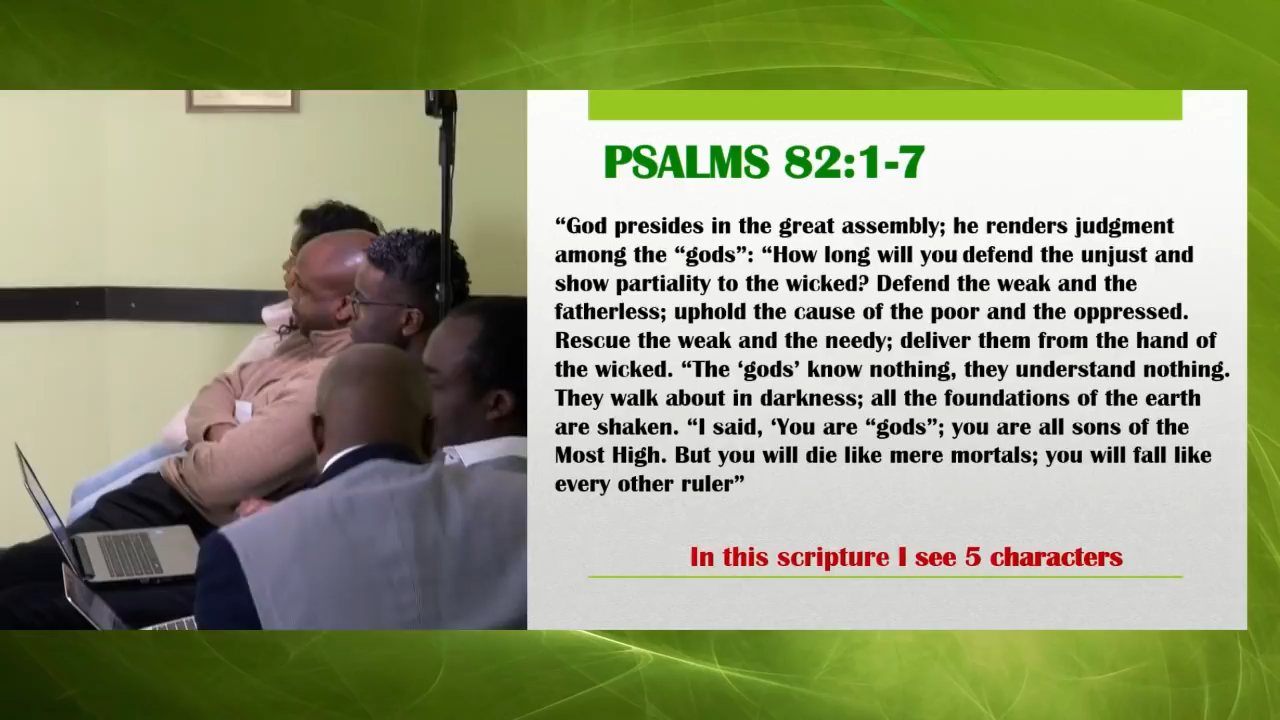 PSALMS 82:1-7
“God presides in the great assembly; he renders judgment
among the “gods”: “How long will you defend the unjust and
show partiality to the wicked? Defend the weak and the
fatherless; uphold the cause of the poor and the oppressed.
Rescue the weak and the needy; deliver them from the hand of
the wicked. “The ‘gods’ know nothing, they understand nothing.
They walk about in darkness; all the foundations of the earth
are shaken. “I said, ‘You are “gods”; you are all sons of the
Most High. But you will die like mere mortals; you will fall like
every other ruler”
In this scripture I see 5 characters